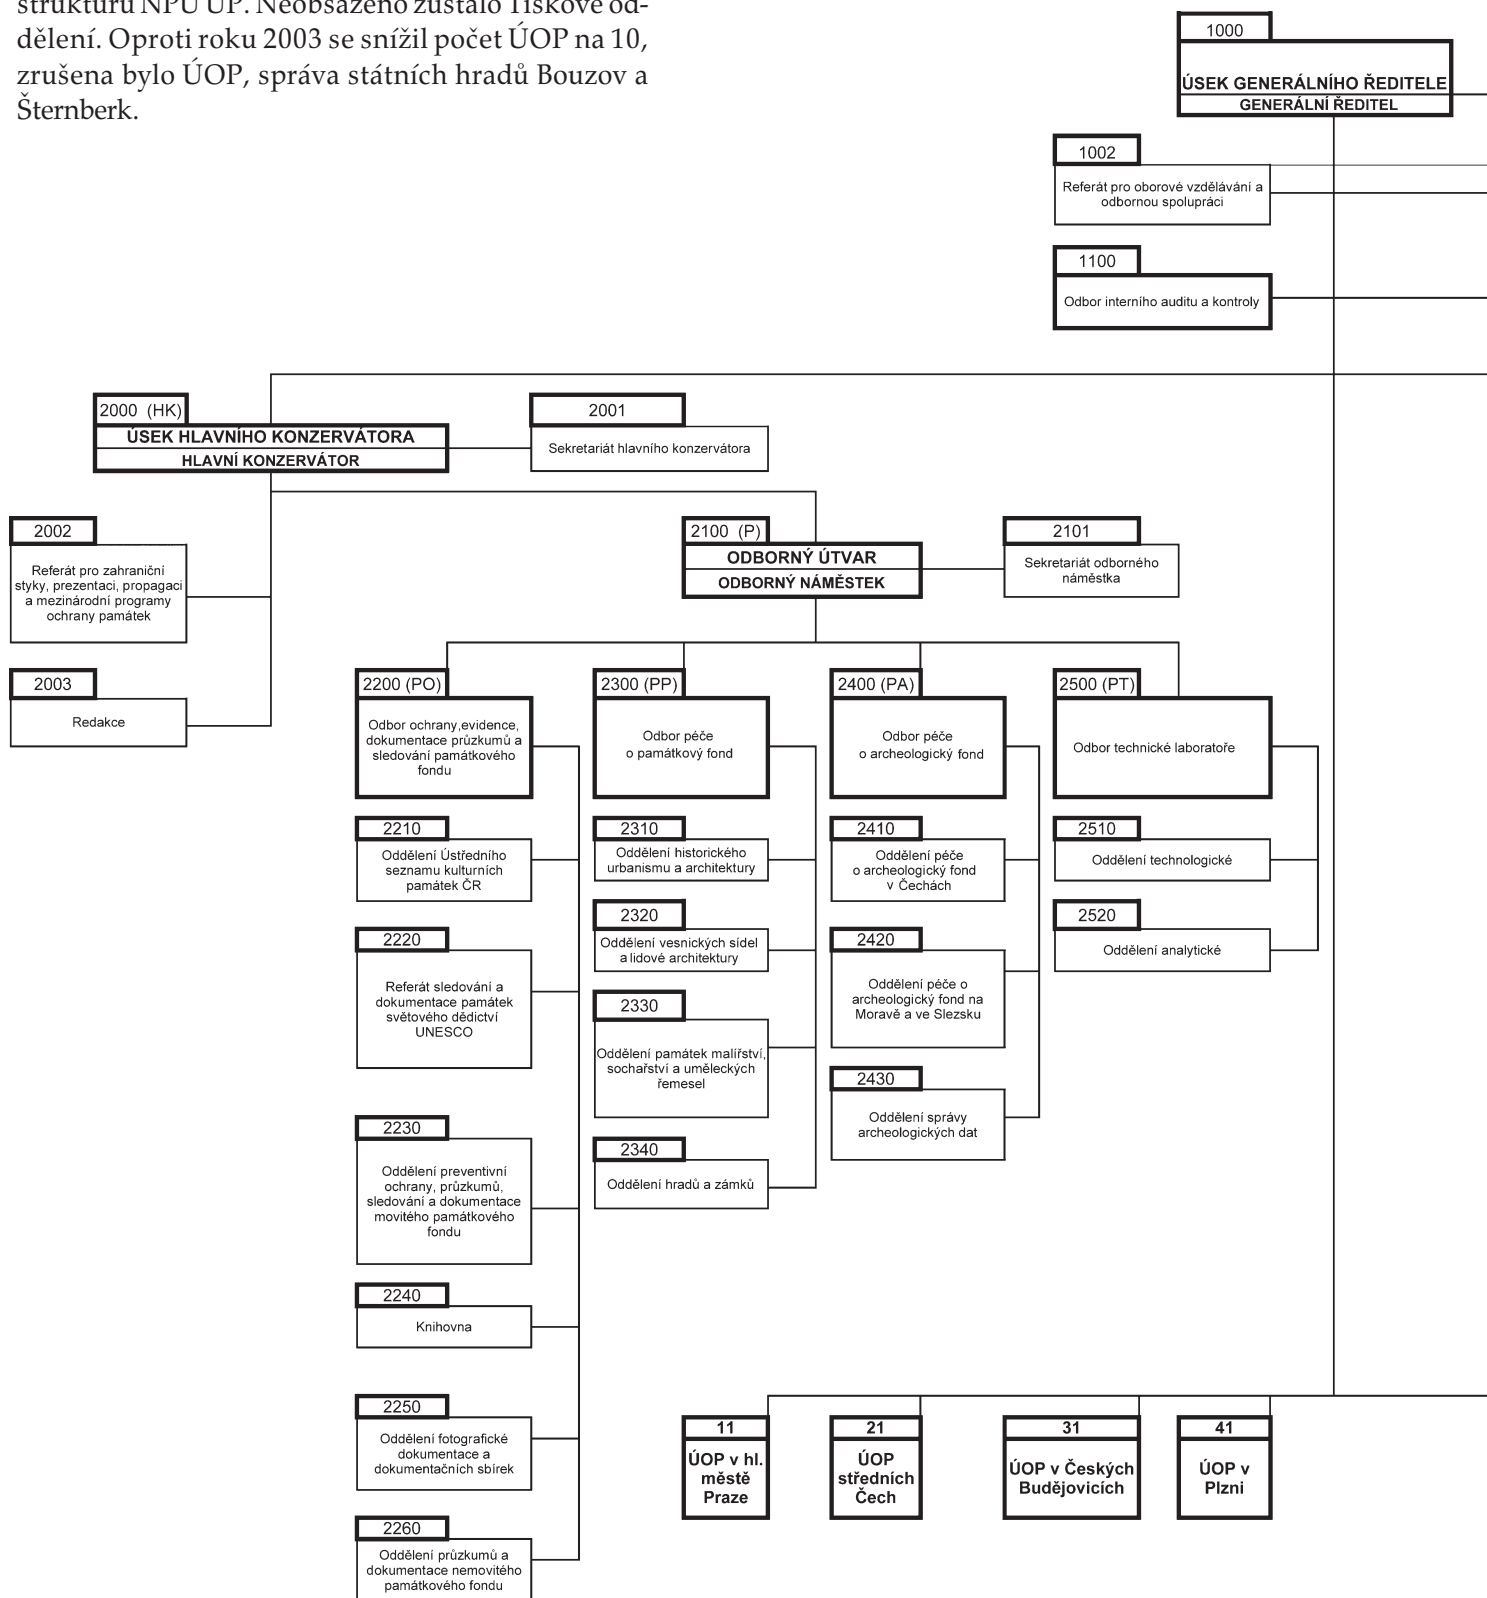 strukturu NPÚ ÚP. Neobsazeno zůstalo Tiskové od-
dělení. Oproti roku 2003 se snížil počet ÚOP na 10,
zrušena bylo ÚOP, správa státních hradů Bouzov a
Šternberk.
1000
ÚSEK GENERÁLNÍHO ŘEDITELE
GENERÁLNÍ ŘEDITEL
1002
Referát pro oborové vzdělávání a
odbornou spolupráci
1100
Odbor interního auditu a kontroly
2000 (HK)
ÚSEK HLAVNÍHO KONZERVÁTORA
HLAVNÍ KONZERVÁTOR
2001
Sekretariát hlavního konzervátora
2002
Referát pro zahraniční
styky, prezentaci, propagaci
a mezinárodní programy
ochrany památek
2003
Redakce
2100 (P)
ODBORNÝ ÚTVAR
ODBORNÝ NÁMĚSTEK
2101
Sekretariát odborného
náměstka
2200 (PO)
Odbor ochrany,evidence,
dokumentace průzkumů a
sledování památkového
fondu
2210
Oddělení Ústředního
seznamu kulturních
památek ČR
2220
Referát sledování a
dokumentace památek
světového dědictví
UNESCO
2230
Oddělení preventivní
ochrany, průzkumů,
sledování a dokumentace
movitého památkového
fondu
2240
Knihovna
2250
Oddělení fotografické
dokumentace a
dokumentačních sbírek
2260
Oddělení průzkumů a
dokumentace nemovitého
památkového fondu
2300 (PP)
Odbor péče
o památkový fond
2310
Oddělení historického
urbanismu a architektury
2320
Oddělení vesnických sídel
a lidové architektury
2330
Oddělení památek malířství,
sochařství a uměleckých
řemesel
2340
Oddělení hradů a zámků
2400 (PA)
Odbor péče
o archeologický fond
2410
Oddělení péče
o archeologický fond
v Čechách
2420
Oddělení péče o
archeologický fond na
Moravě a ve Slezsku
2430
Oddělení správy
archeologických dat
2500 (PT)
Odbor technické laboratoře
2510
Oddělení technologické
2520
Oddělení analytické
11
ÚOP v hl.
městě
Praze
21
ÚOP
středních
Čech
31
ÚOP v Českých
Budějovicích
41
ÚOP v
Plzni